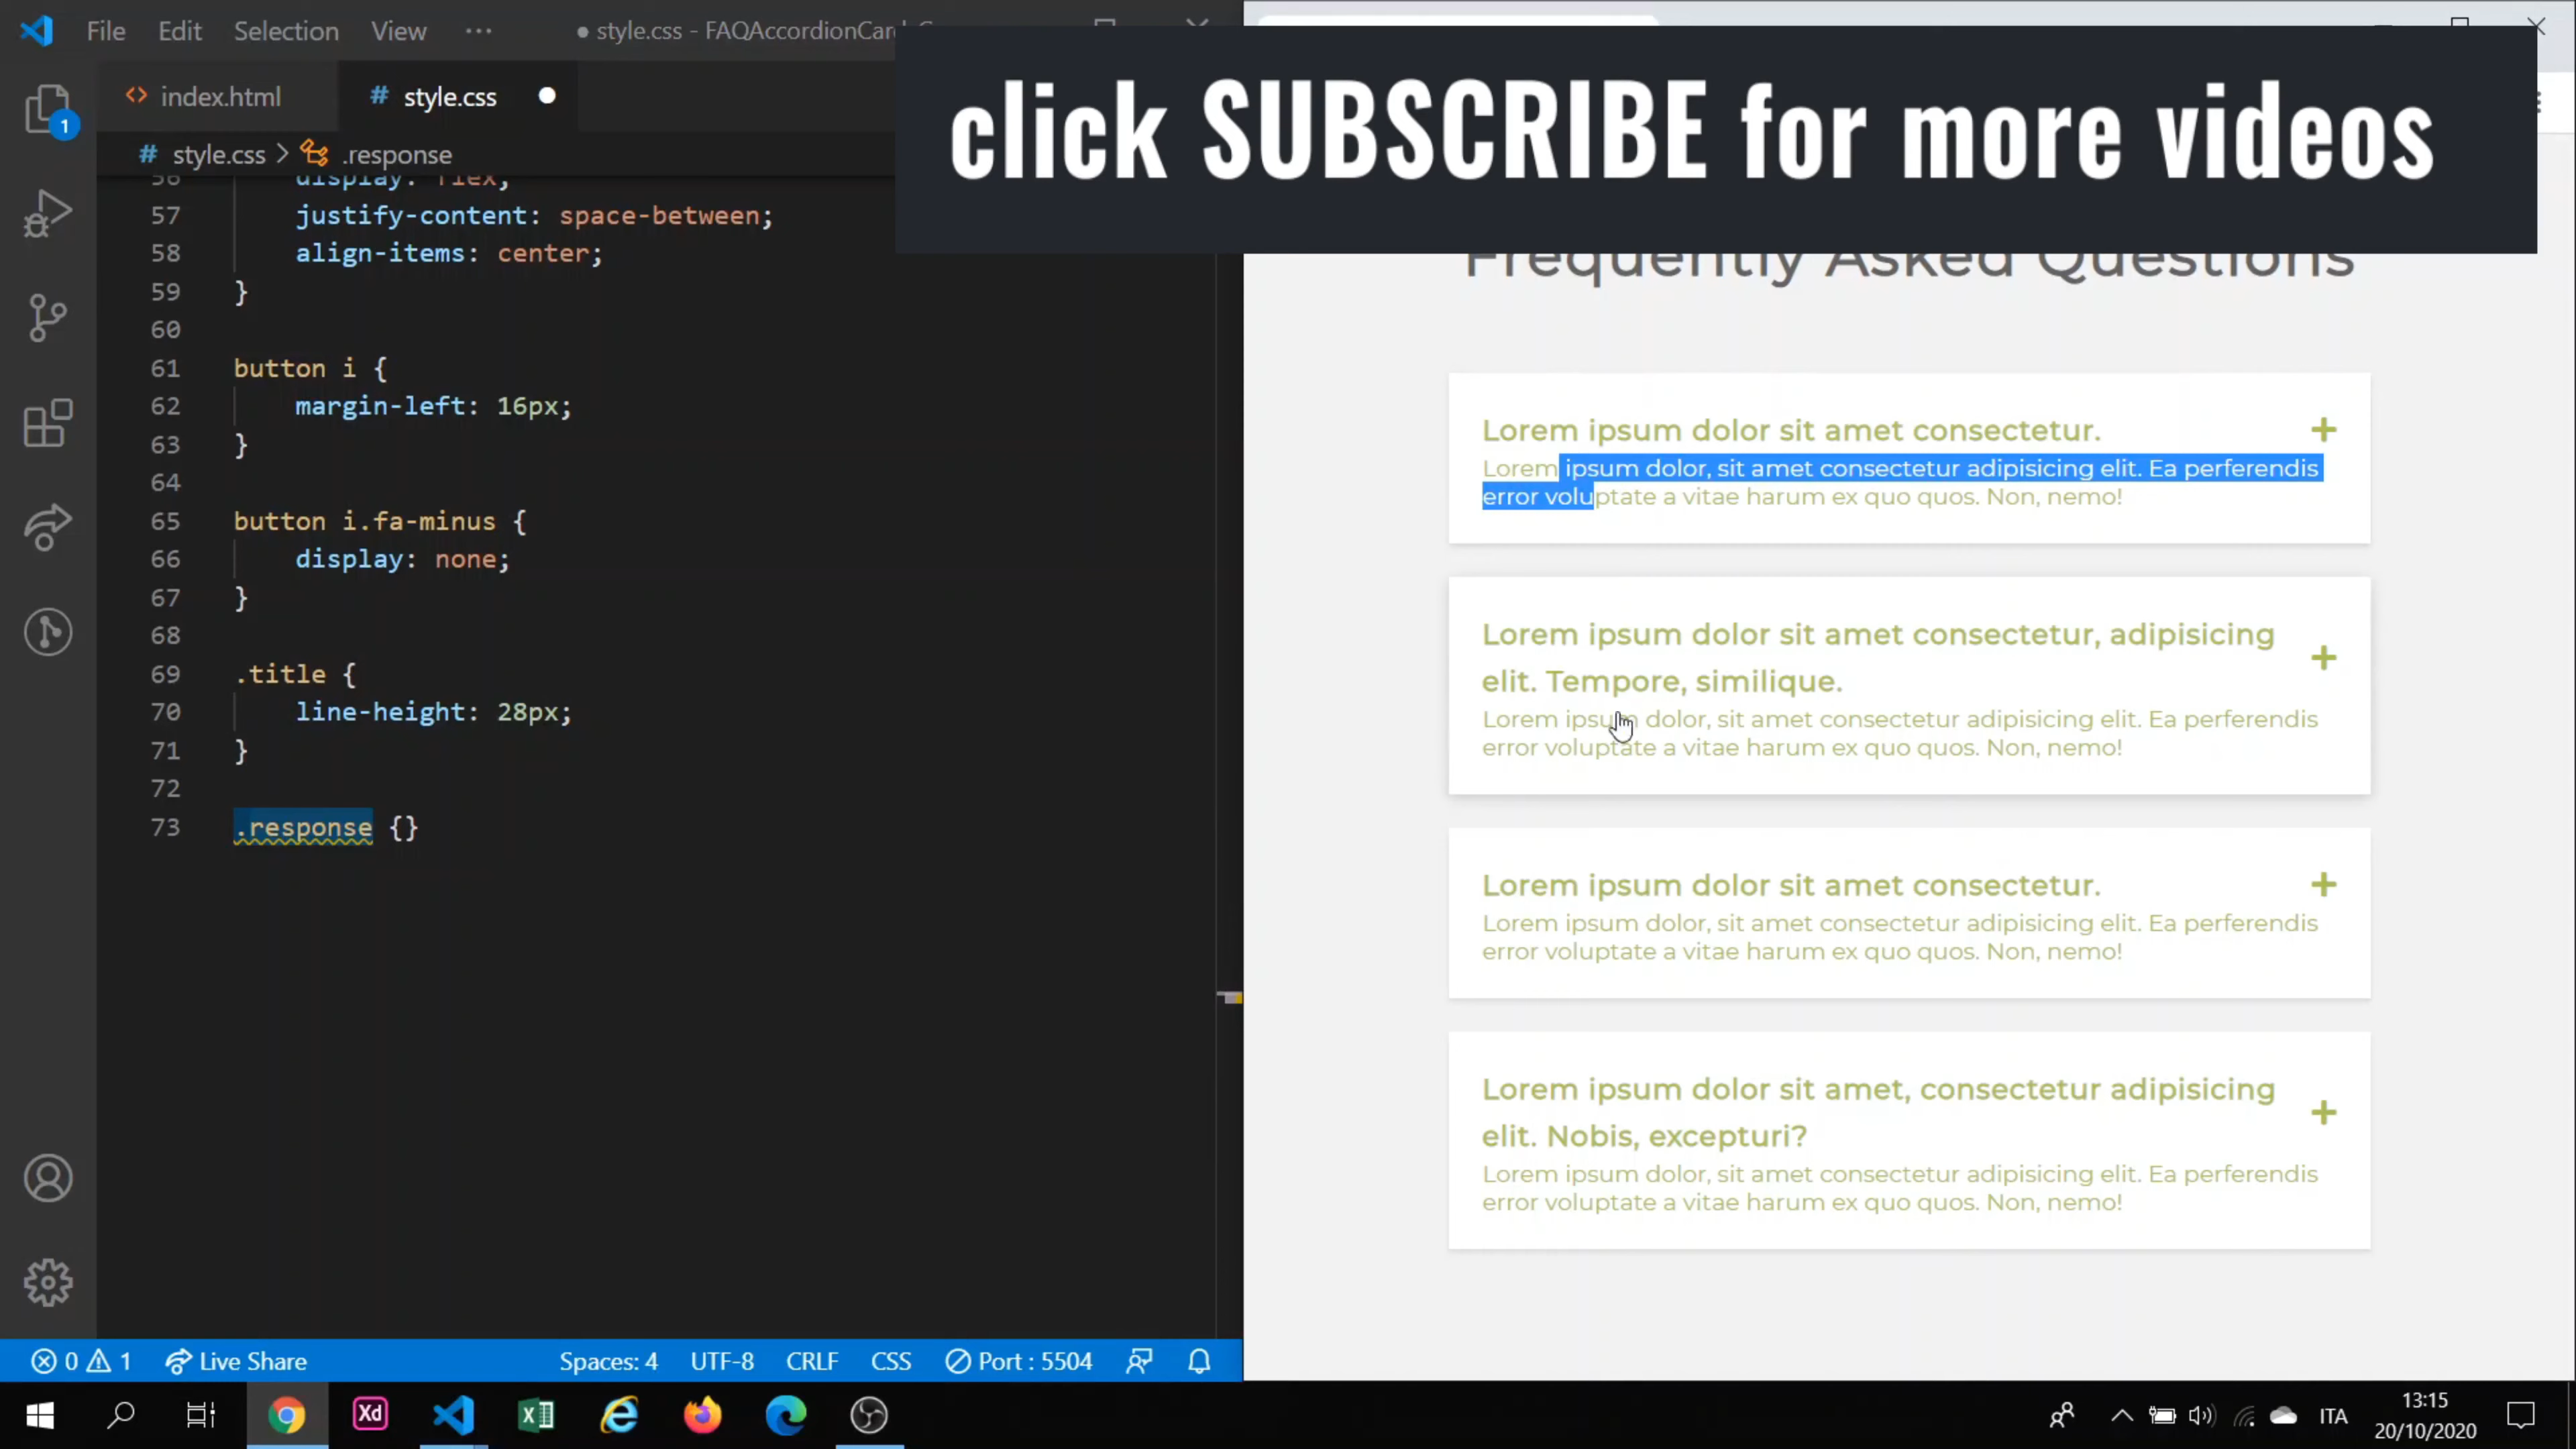 File Edit Selection View ··· ● style.css - FAQAccordionCard
click SUBSCRIBE for more videos
index.html
# style.css
# style.css > .response
56 display: flex;
57 justify-content: space-between;
58 align-items: center;
59 }
60
61 button i {
62 margin-left: 16px;
63 }
64
65 button i.fa-minus {
66 display: none;
67 }
68
69 .title {
70 line-height: 28px;
71 }
72
73 .response {}
1
Frequently Asked Questions
Lorem ipsum dolor sit amet consectetur.
Lorem ipsum dolor, sit amet consectetur adipisicing elit. Ea perferendis
error voluptate a vitae harum ex quo quos. Non, nemo!
Lorem ipsum dolor sit amet consectetur, adipisicing
elit. Tempore, similique.
Lorem ipsum dolor, sit amet consectetur adipisicing elit. Ea perferendis
error voluptate a vitae harum ex quo quos. Non, nemo!
Lorem ipsum dolor sit amet consectetur.
Lorem ipsum dolor, sit amet consectetur adipisicing elit. Ea perferendis
error voluptate a vitae harum ex quo quos. Non, nemo!
Lorem ipsum dolor sit amet, consectetur adipisicing
elit. Nobis, excepturi?
Lorem ipsum dolor, sit amet consectetur adipisicing elit. Ea perferendis
error voluptate a vitae harum ex quo quos. Non, nemo!
0 1 Live Share Spaces: 4 UTF-8 CRLF CSS Port : 5504
Xd
ITA
13:15
20/10/2020